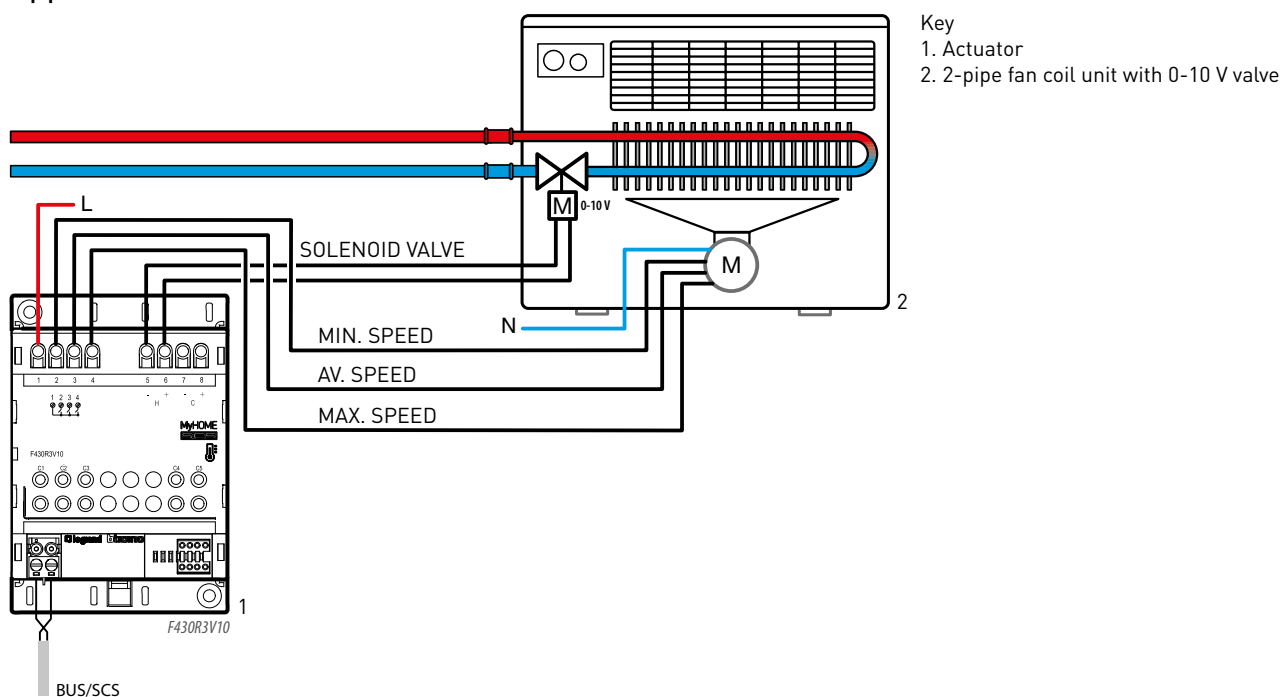 Key
1. Actuator
2. 2-pipe fan coil unit with 0-10 V valve
L
M
0-10 V
SOLENOID VALVE
M
2
N
MIN. SPEED
AV. SPEED
MAX. SPEED
1 2 3 4 5 6 7 8
- + - +
H C
1 2 3 4
MyHOME
F430R3V10
C1 C2 C3 C4 C5
legrand bticino
1
F430R3V10
BUS/SCS